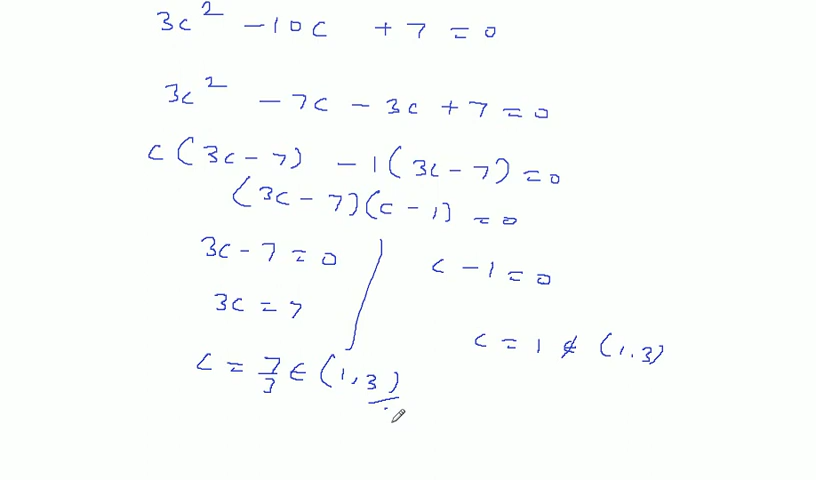 3c² - 10c + 7 = 0
3c² - 7c - 3c + 7 = 0
c(3c - 7) - 1(3c - 7) = 0
(3c - 7)(c - 1) = 0
3c - 7 = 0
c - 1 = 0
3c = 7
c = 1 ∉ (1,3)
c = 7/3 ∈ (1,3)